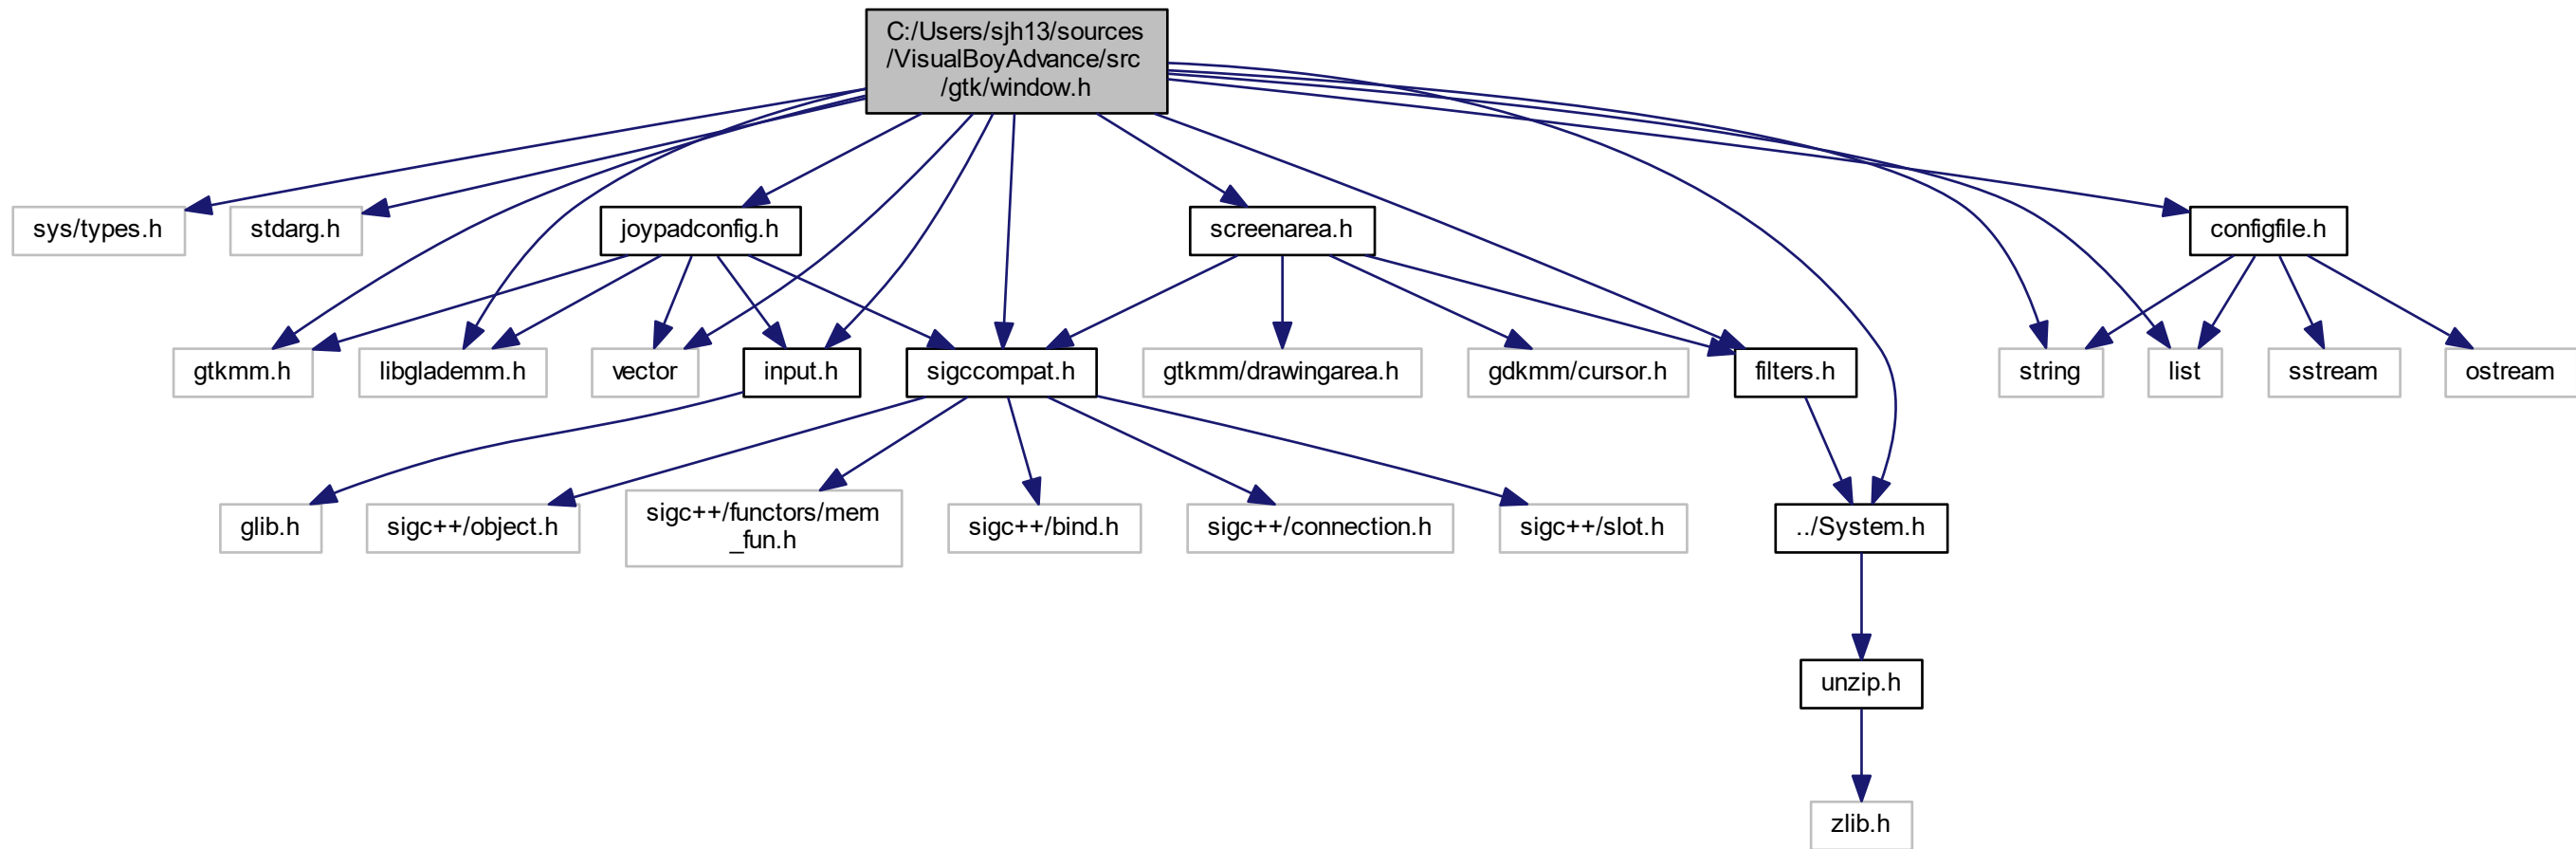 C:/Users/sjh13/sources
/VisualBoyAdvance/src
/gtk/window.h
sys/types.h
stdarg.h
joypadconfig.h
screenarea.h
configfile.h
gtkmm.h
libglademm.h
vector
input.h
sigccompat.h
gtkmm/drawingarea.h
gdkmm/cursor.h
filters.h
string
list
sstream
ostream
glib.h
sigc++/object.h
sigc++/functors/mem
_fun.h
sigc++/bind.h
sigc++/connection.h
sigc++/slot.h
../System.h
unzip.h
zlib.h